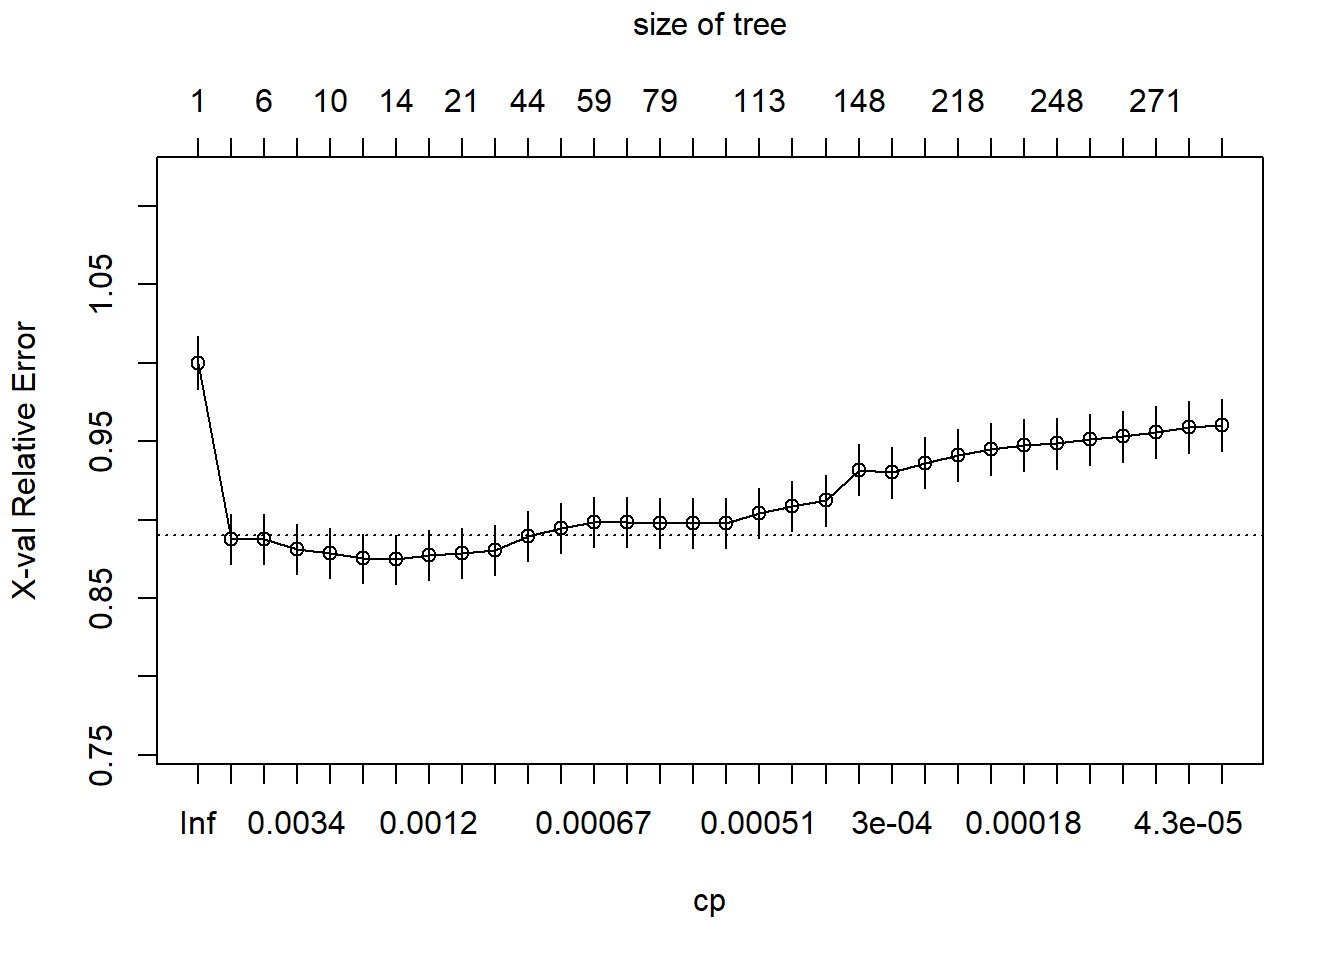 size of tree
1 6 10 14 21 44 59 79 113 148 218 248 271
X-val Relative Error
1.05
0.95
0.85
0.75
Inf 0.0034 0.0012 0.00067 0.00051 3e-04 0.00018 4.3e-05
cp